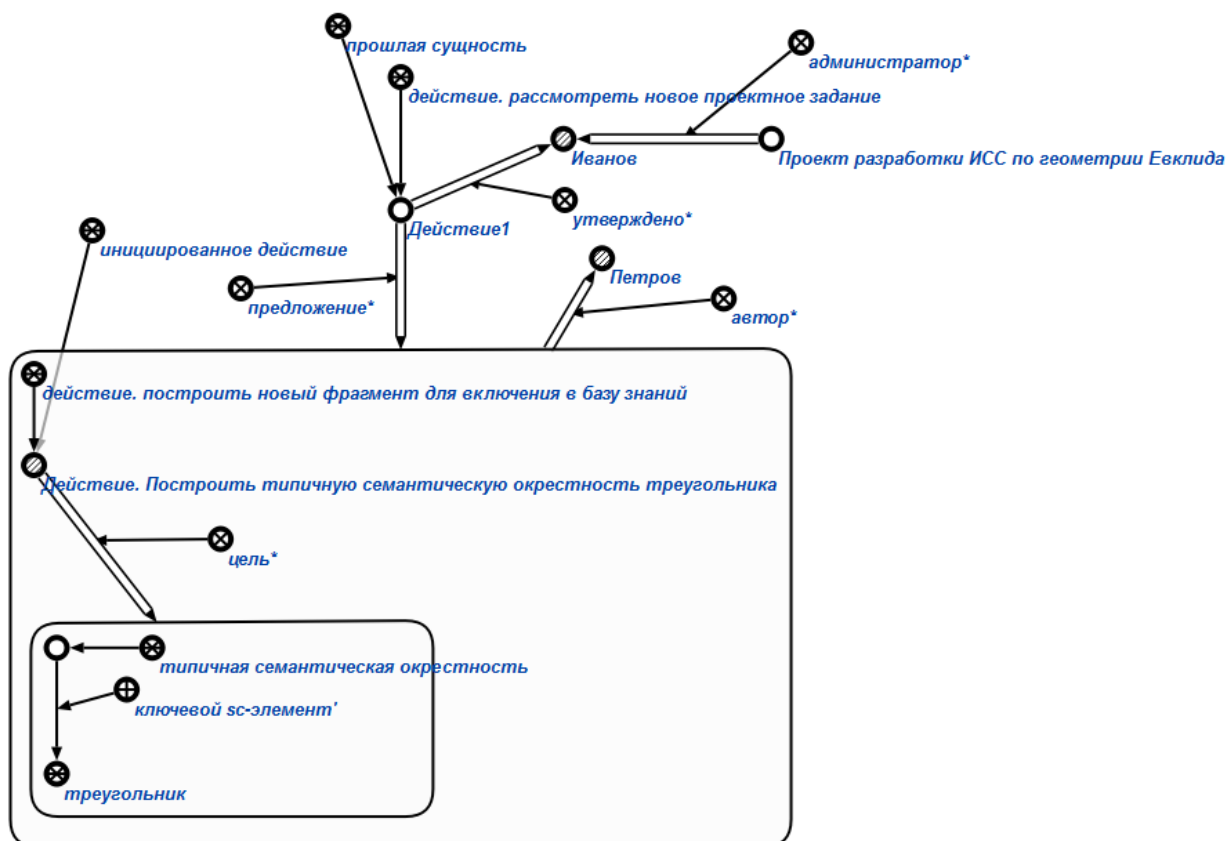 прошлая сущность
администратор*
действие. рассмотреть новое проектное задание
Иванов
Проект разработки ИСС по геометрии Евклида
утверждено*
Действие1
инициированное действие
Петров
предложение*
автор*
действие. построить новый фрагмент для включения в базу знаний
Действие. Построить типичную семантическую окрестность треугольника
цель*
типичная семантическая окрестность
ключевой sc-элемент'
треугольник